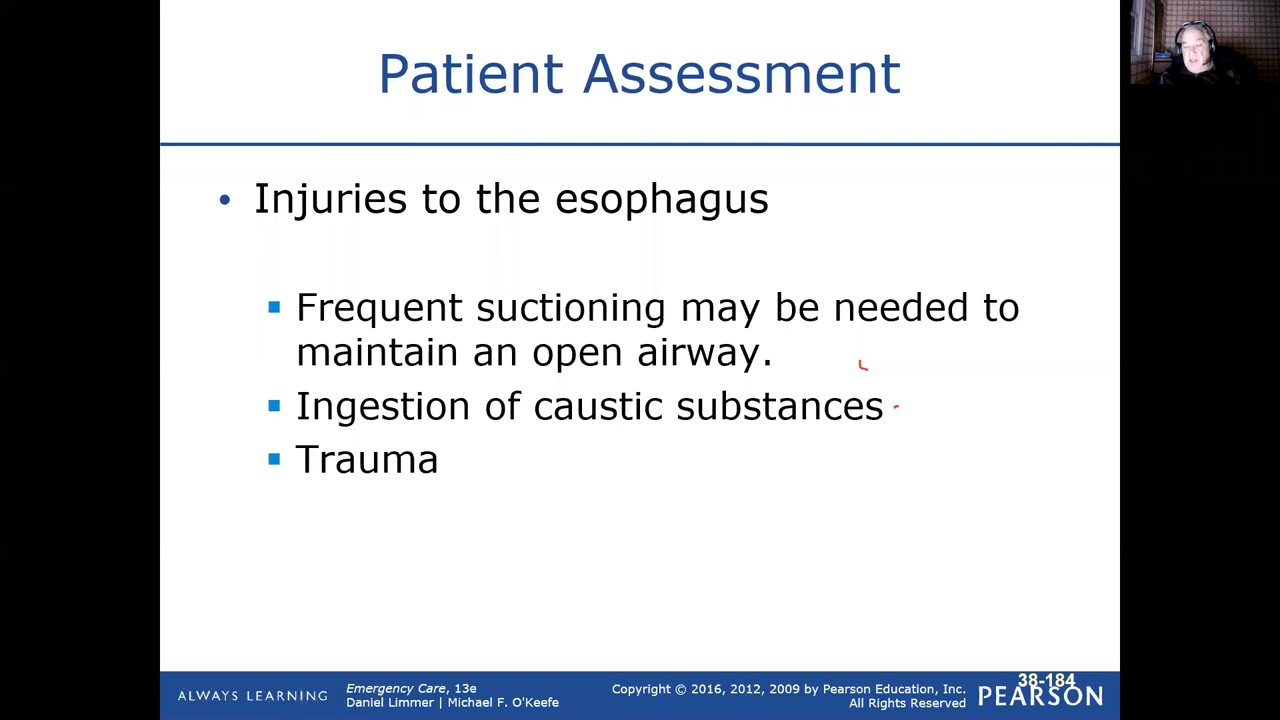 Patient Assessment
• Injuries to the esophagus
▪ Frequent suctioning may be needed to
maintain an open airway.
▪ Ingestion of caustic substances
▪ Trauma
ALWAYS LEARNING
Emergency Care, 13e
Daniel Limmer | Michael F. O'Keefe
Copyright © 2016, 2012, 2009 by Pearson Education, Inc.
All Rights Reserved
38-184
PEARSON